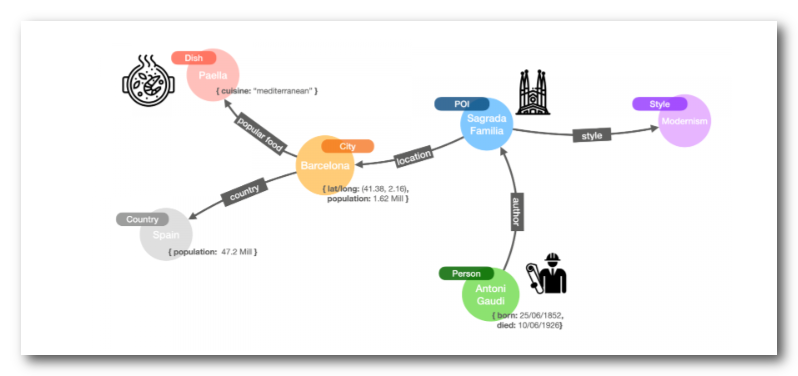 Dish
Paella
{ cuisine: "mediterranean" }
popular food
City
Barcelona
{ lat/long: (41.38, 2.16),
population: 1.62 Mill }
country
Country
Spain
{ population: 47.2 Mill }
location
POI
Sagrada
Familia
style
Style
Modernism
author
Person
Antoni
Gaudi
{ born: 25/06/1852,
died: 10/06/1926}